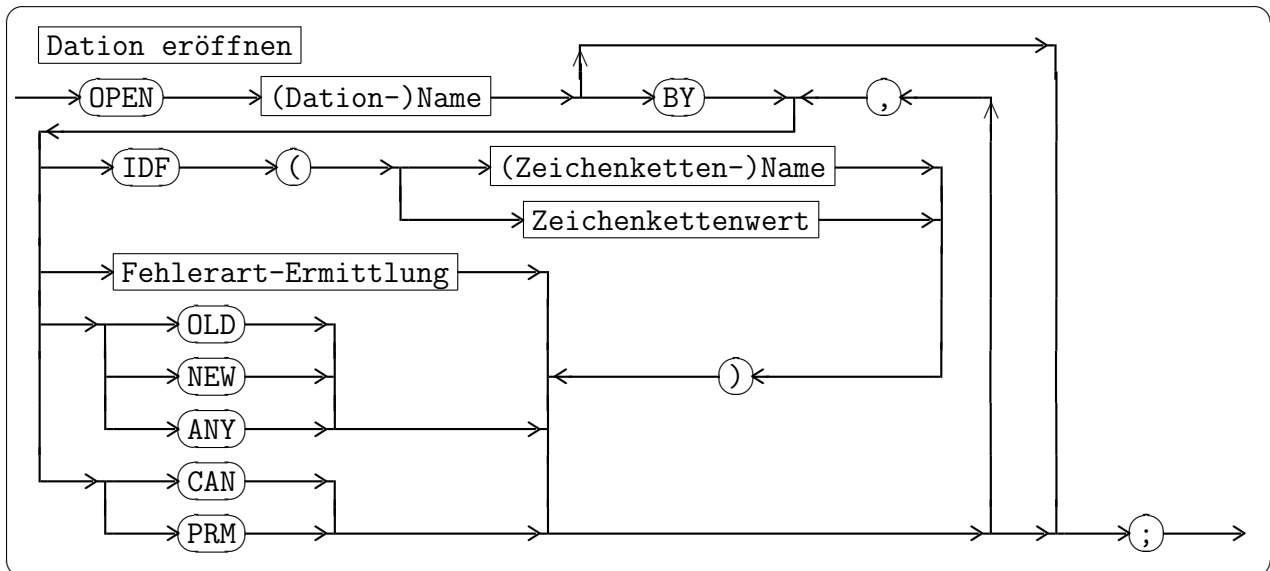 Dation eröffnen
OPEN (Dation-)Name BY ,
IDF ( (Zeichenketten-)Name
Zeichenkettenwert
Fehlerart-Ermittlung
OLD
NEW )
ANY
CAN
PRM ;